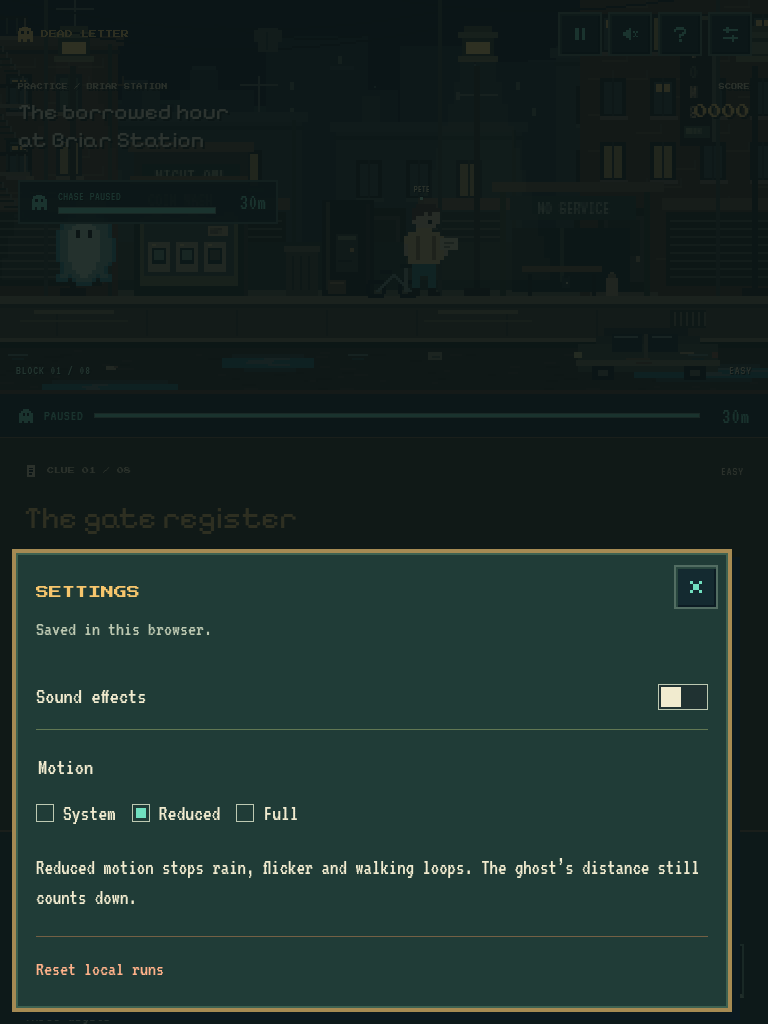 DEAD LETTER
PRACTICE / BRIAR STATION
SCORE
The borrowed hour
at Briar Station
0000
NIGHT OWL
CHASE PAUSED
30m
PETE
NO SERVICE
BLOCK 01 / 08
EASY
PAUSED
30m
CLUE 01 / 08
EASY
The gate register
SETTINGS
Saved in this browser.
Sound effects
Motion
System Reduced Full
Reduced motion stops rain, flicker and walking loops. The ghost's distance still
counts down.
Reset local runs